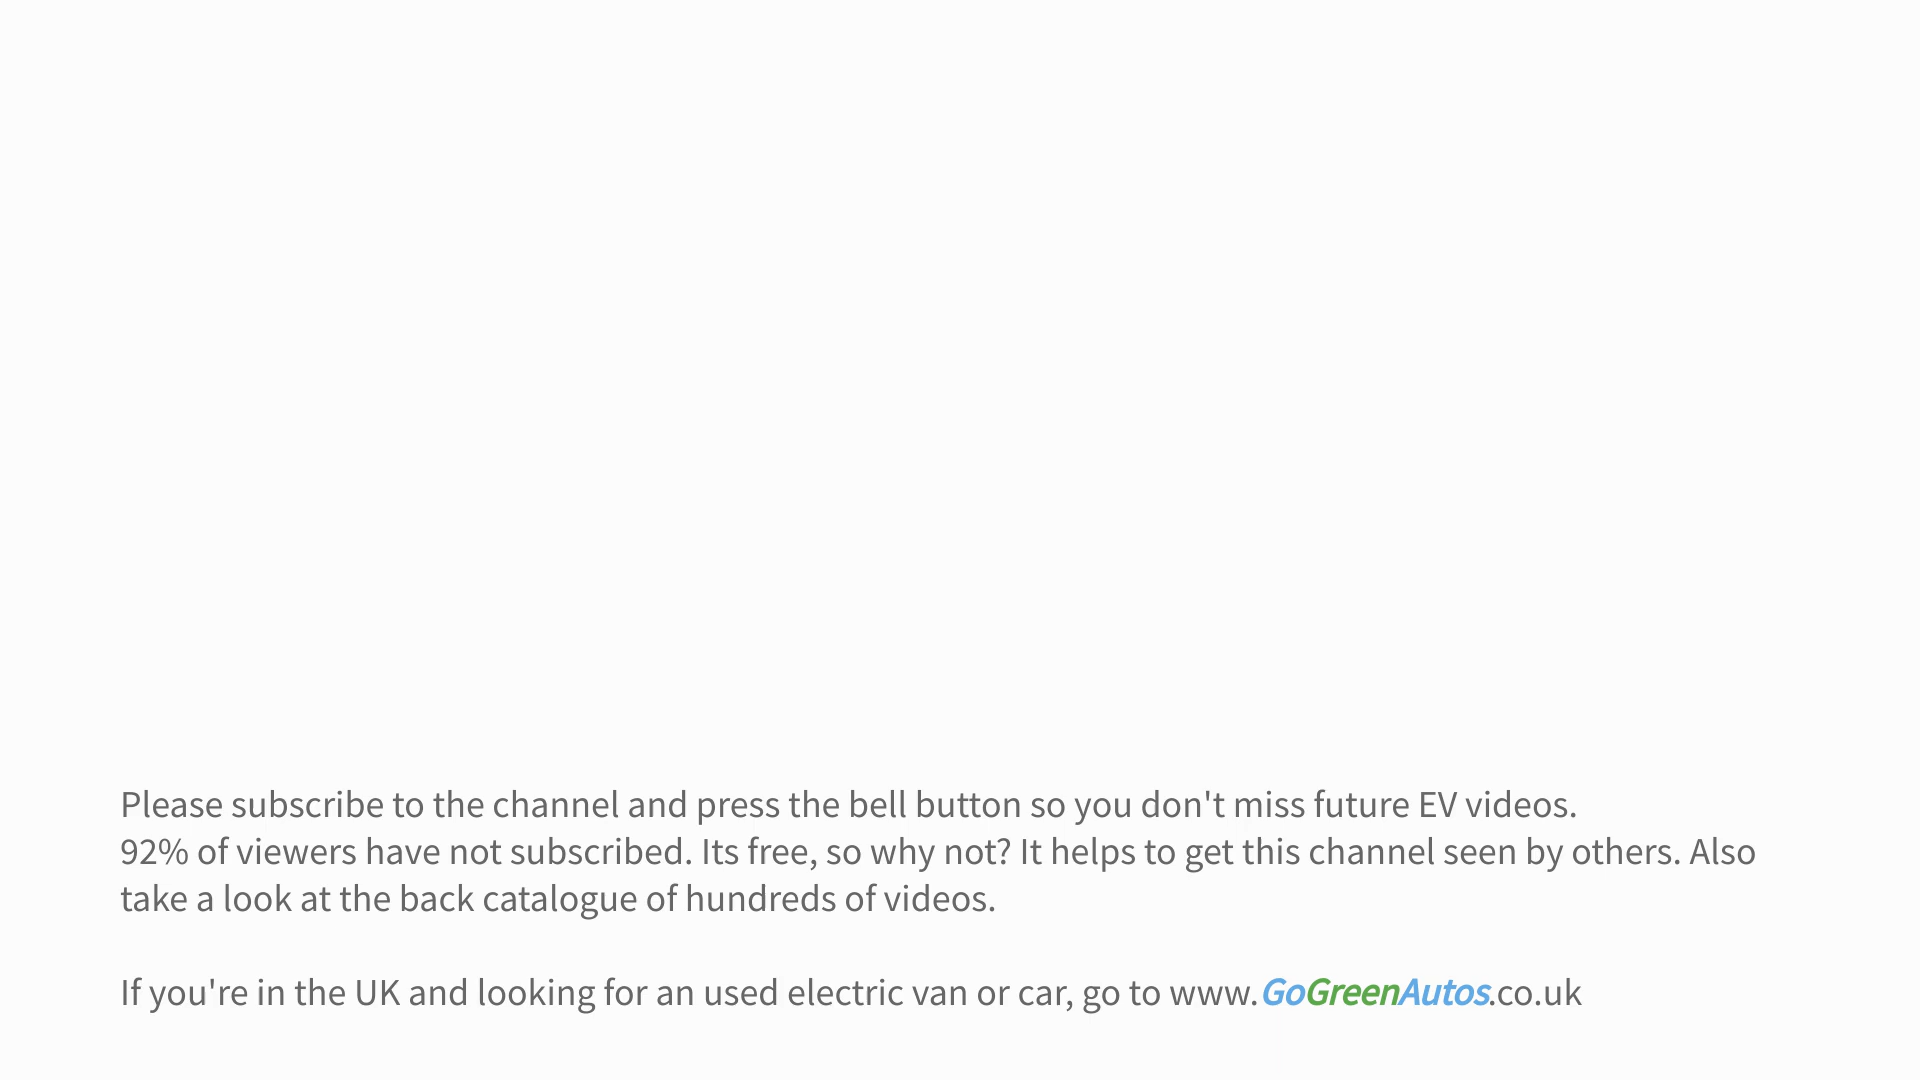 Please subscribe to the channel and press the bell button so you don't miss future EV videos.
92% of viewers have not subscribed. Its free, so why not? It helps to get this channel seen by others. Also
take a look at the back catalogue of hundreds of videos.
If you're in the UK and looking for an used electric van or car, go to www.GoGreenAutos.co.uk